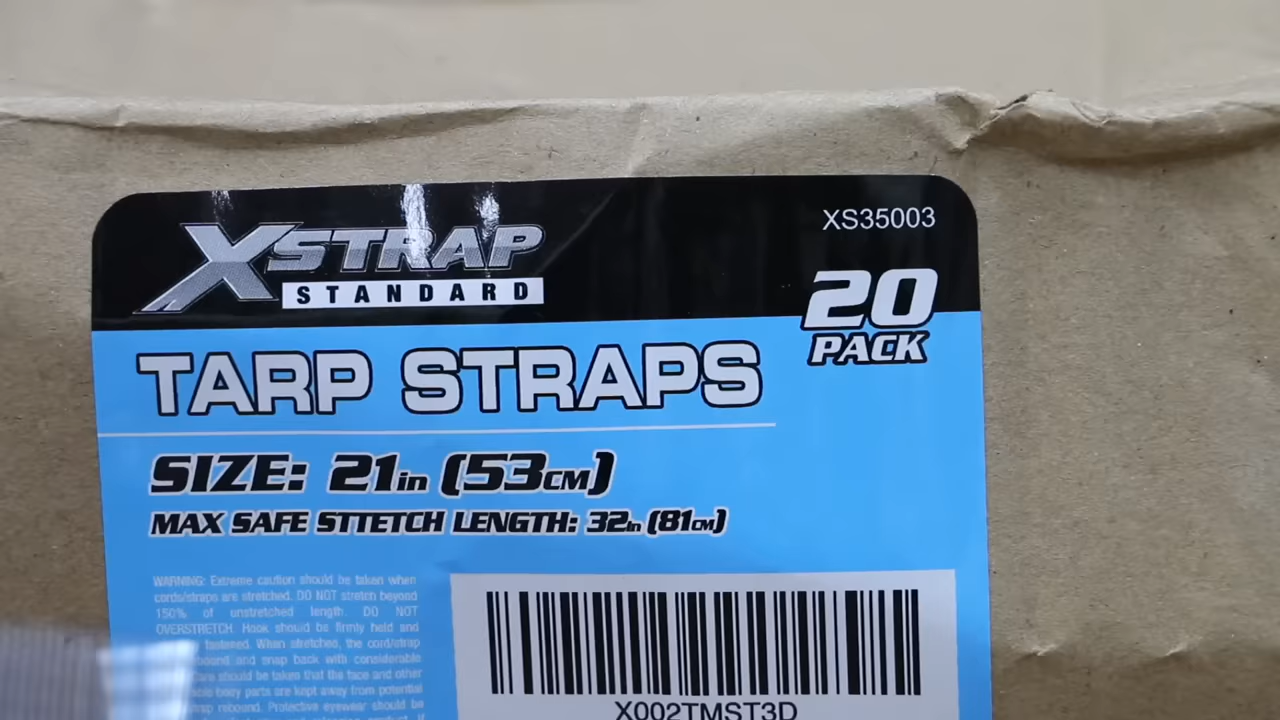 XSTRAP
STANDARD
XS35003
20
PACK
TARP STRAPS
SIZE: 21in (53CM)
MAX SAFE STTETCH LENGTH: 32in (81CM)
WARNING: Extreme caution should be taken when
cords/straps are stretched. DO NOT stretch beyond
150% of unstretched length. DO NOT
OVERSTRETCH. Hook should be firmly held and
fastened. When stretched, the cord/strap
and snap back with considerable
should be taken that the face and other
body parts are kept away from potential
rebound. Protective eyewear should be
X002TMST3D